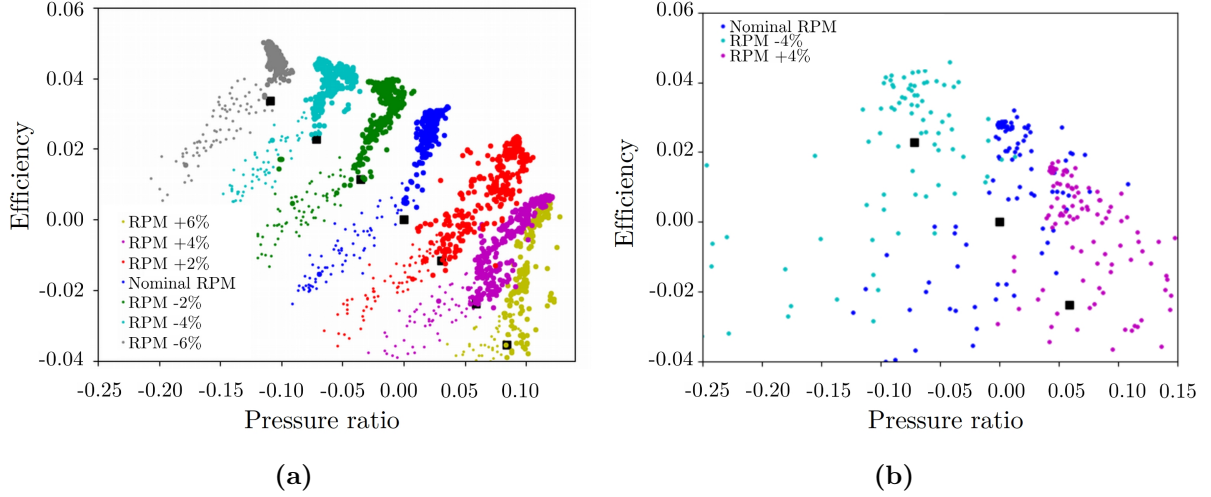 0.06
0.04
0.02
0.00
-0.02
-0.04
Efficiency
RPM +6%
RPM +4%
RPM +2%
Nominal RPM
RPM -2%
RPM -4%
RPM -6%
-0.25 -0.20 -0.15 -0.10 -0.05 0.00 0.05 0.10
Pressure ratio
(a)
0.06
0.04
0.02
0.00
-0.02
-0.04
Efficiency
Nominal RPM
RPM -4%
RPM +4%
-0.25 -0.20 -0.15 -0.10 -0.05 0.00 0.05 0.10 0.15
Pressure ratio
(b)